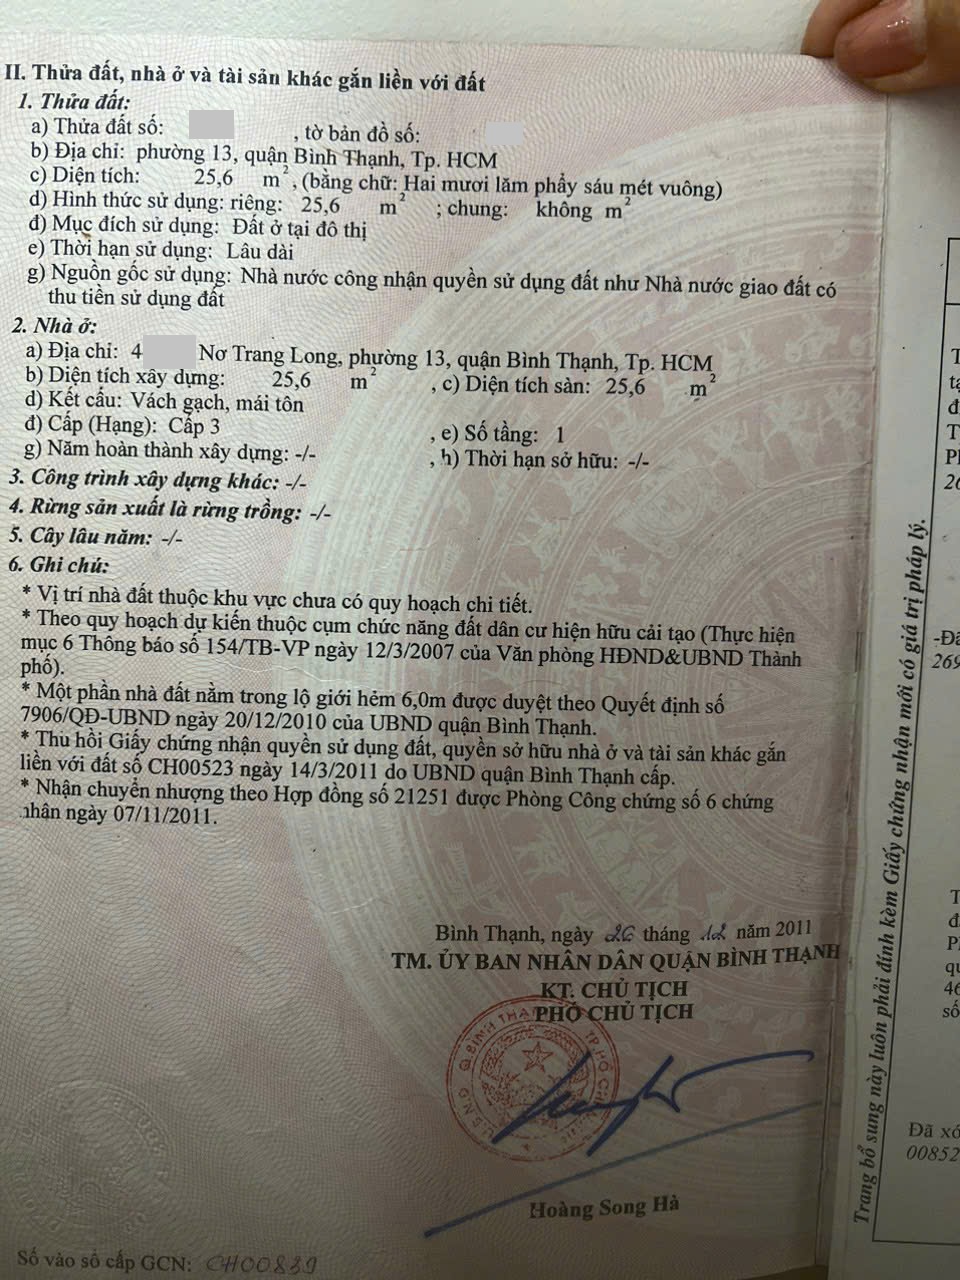 II. Thửa đất, nhà ở và tài sản khác gắn liền với đất
1. Thửa đất:
a) Thửa đất số: , tờ bản đồ số:
b) Địa chỉ: phường 13, quận Bình Thạnh, Tp. HCM
c) Diện tích: 25,6 m², (bằng chữ: Hai mươi lăm phẩy sáu mét vuông)
d) Hình thức sử dụng: riêng: 25,6 m² ; chung: không m²
đ) Mục đích sử dụng: Đất ở tại đô thị
e) Thời hạn sử dụng: Lâu dài
g) Nguồn gốc sử dụng: Nhà nước công nhận quyền sử dụng đất như Nhà nước giao đất có
thu tiền sử dụng đất
2. Nhà ở:
a) Địa chỉ: 4 Nơ Trang Long, phường 13, quận Bình Thạnh, Tp. HCM
b) Diện tích xây dựng: 25,6 m² , c) Diện tích sàn: 25,6 m²
d) Kết cấu: Vách gạch, mái tôn
đ) Cấp (Hạng): Cấp 3 , e) Số tầng: 1
g) Năm hoàn thành xây dựng: -/- , h) Thời hạn sở hữu: -/-
3. Công trình xây dựng khác: -/-
4. Rừng sản xuất là rừng trồng: -/-
5. Cây lâu năm: -/-
6. Ghi chú:
* Vị trí nhà đất thuộc khu vực chưa có quy hoạch chi tiết.
* Theo quy hoạch dự kiến thuộc cụm chức năng đất dân cư hiện hữu cải tạo (Thực hiện
mục 6 Thông báo số 154/TB-VP ngày 12/3/2007 của Văn phòng HĐND&UBND Thành
phố).
* Một phần nhà đất nằm trong lộ giới hẻm 6,0m được duyệt theo Quyết định số
7906/QĐ-UBND ngày 20/12/2010 của UBND quận Bình Thạnh.
* Thu hồi Giấy chứng nhận quyền sử dụng đất, quyền sở hữu nhà ở và tài sản khác gắn
liền với đất số CH00523 ngày 14/3/2011 do UBND quận Bình Thạnh cấp.
* Nhận chuyển nhượng theo Hợp đồng số 21251 được Phòng Công chứng số 6 chứng
nhận ngày 07/11/2011.
Bình Thạnh, ngày 26 tháng 12 năm 2011
TM. ỦY BAN NHÂN DÂN QUẬN BÌNH THẠNH
KT. CHỦ TỊCH
PHÓ CHỦ TỊCH
Hoàng Song Hà
Số vào sổ cấp GCN: CH00839
Trang bổ sung này luôn phải đính kèm Giấy chứng nhận mới có giá trị pháp lý.
-Đã
269
Đã xó
00852